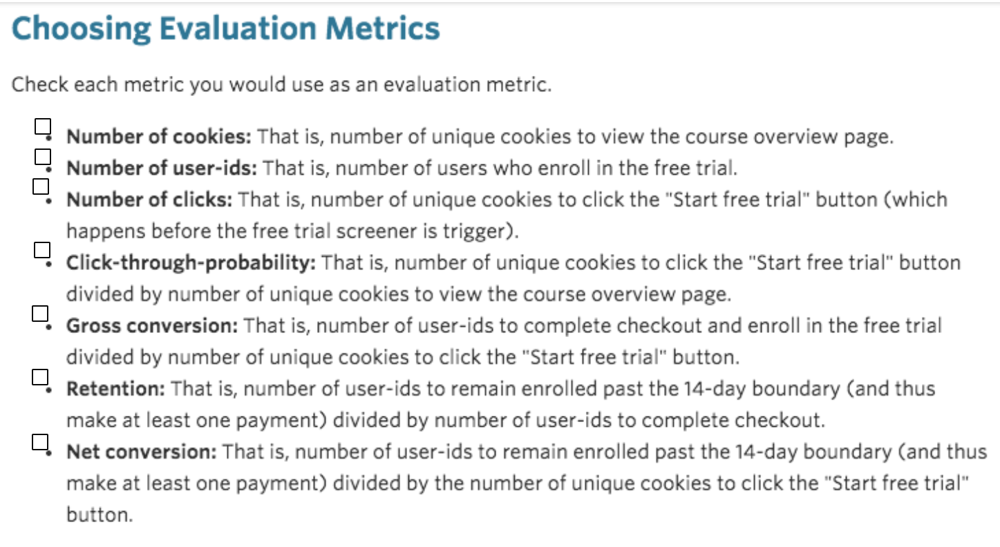 Choosing Evaluation Metrics
Check each metric you would use as an evaluation metric.
Number of cookies: That is, number of unique cookies to view the course overview page.
Number of user-ids: That is, number of users who enroll in the free trial.
Number of clicks: That is, number of unique cookies to click the "Start free trial" button (which
happens before the free trial screener is trigger).
Click-through-probability: That is, number of unique cookies to click the "Start free trial" button
divided by number of unique cookies to view the course overview page.
Gross conversion: That is, number of user-ids to complete checkout and enroll in the free trial
divided by number of unique cookies to click the "Start free trial" button.
Retention: That is, number of user-ids to remain enrolled past the 14-day boundary (and thus
make at least one payment) divided by number of user-ids to complete checkout.
Net conversion: That is, number of user-ids to remain enrolled past the 14-day boundary (and thus
make at least one payment) divided by the number of unique cookies to click the "Start free trial"
button.